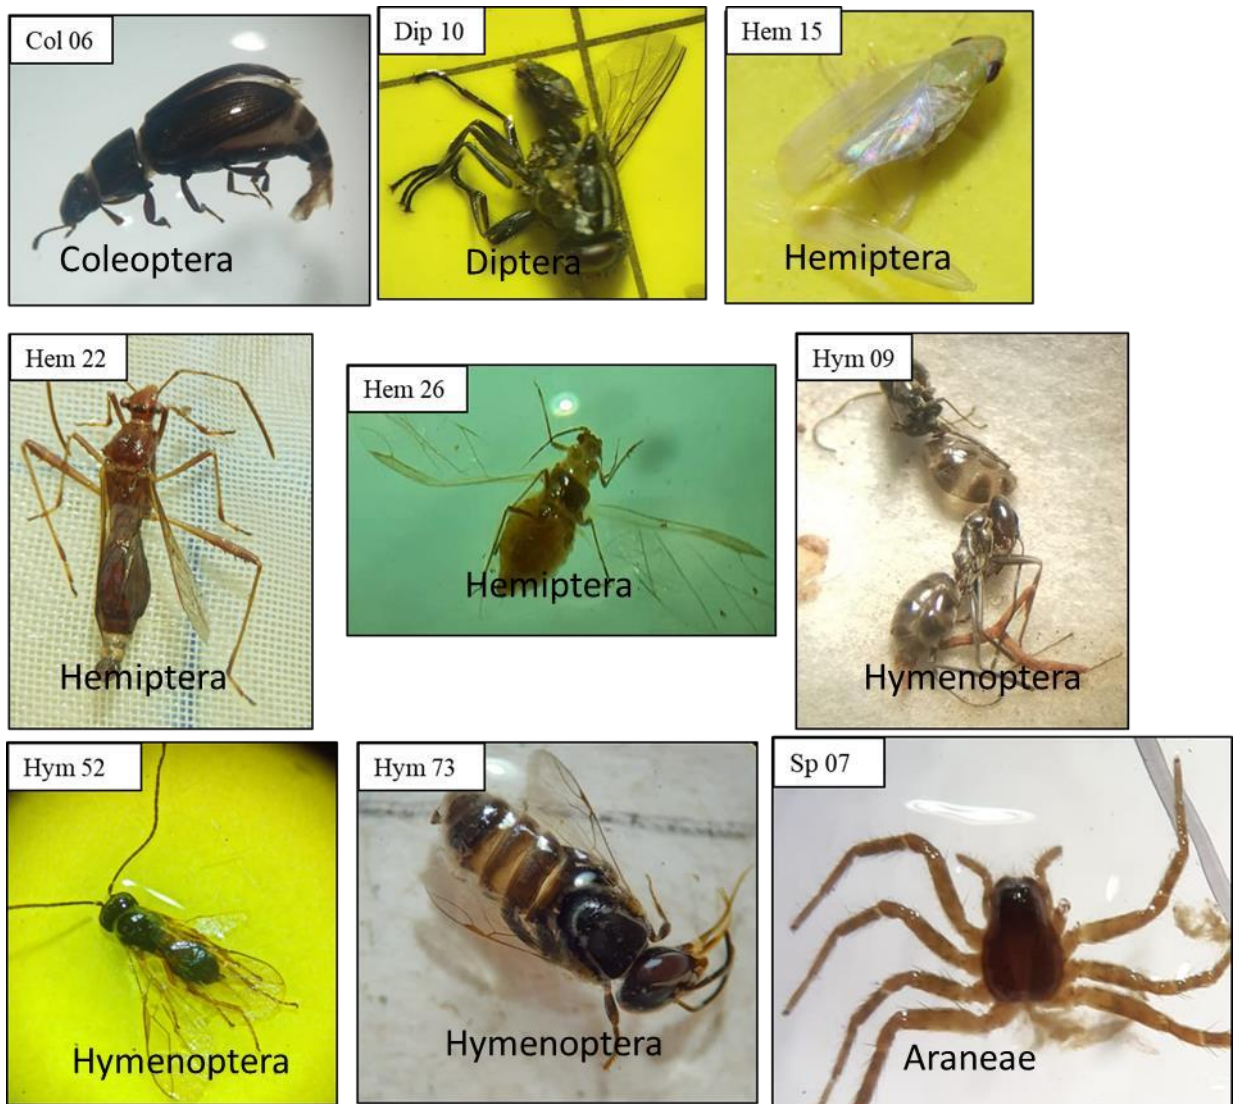 Col 06
Coleoptera
Dip 10
Diptera
Hem 15
Hemiptera
Hem 22
Hemiptera
Hem 26
Hemiptera
Hym 09
Hymenoptera
Hym 52
Hymenoptera
Hym 73
Hymenoptera
Sp 07
Araneae